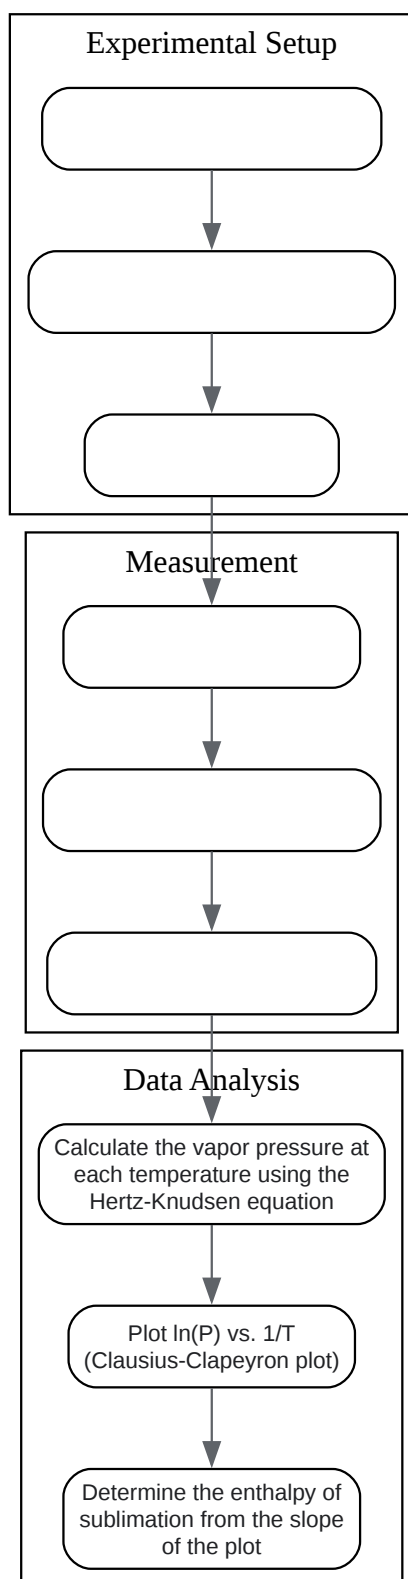 Experimental Setup
Measurement
Data Analysis
Calculate the vapor pressure at
each temperature using the
Hertz-Knudsen equation
Plot ln(P) vs. 1/T
(Clausius-Clapeyron plot)
Determine the enthalpy of
sublimation from the slope
of the plot